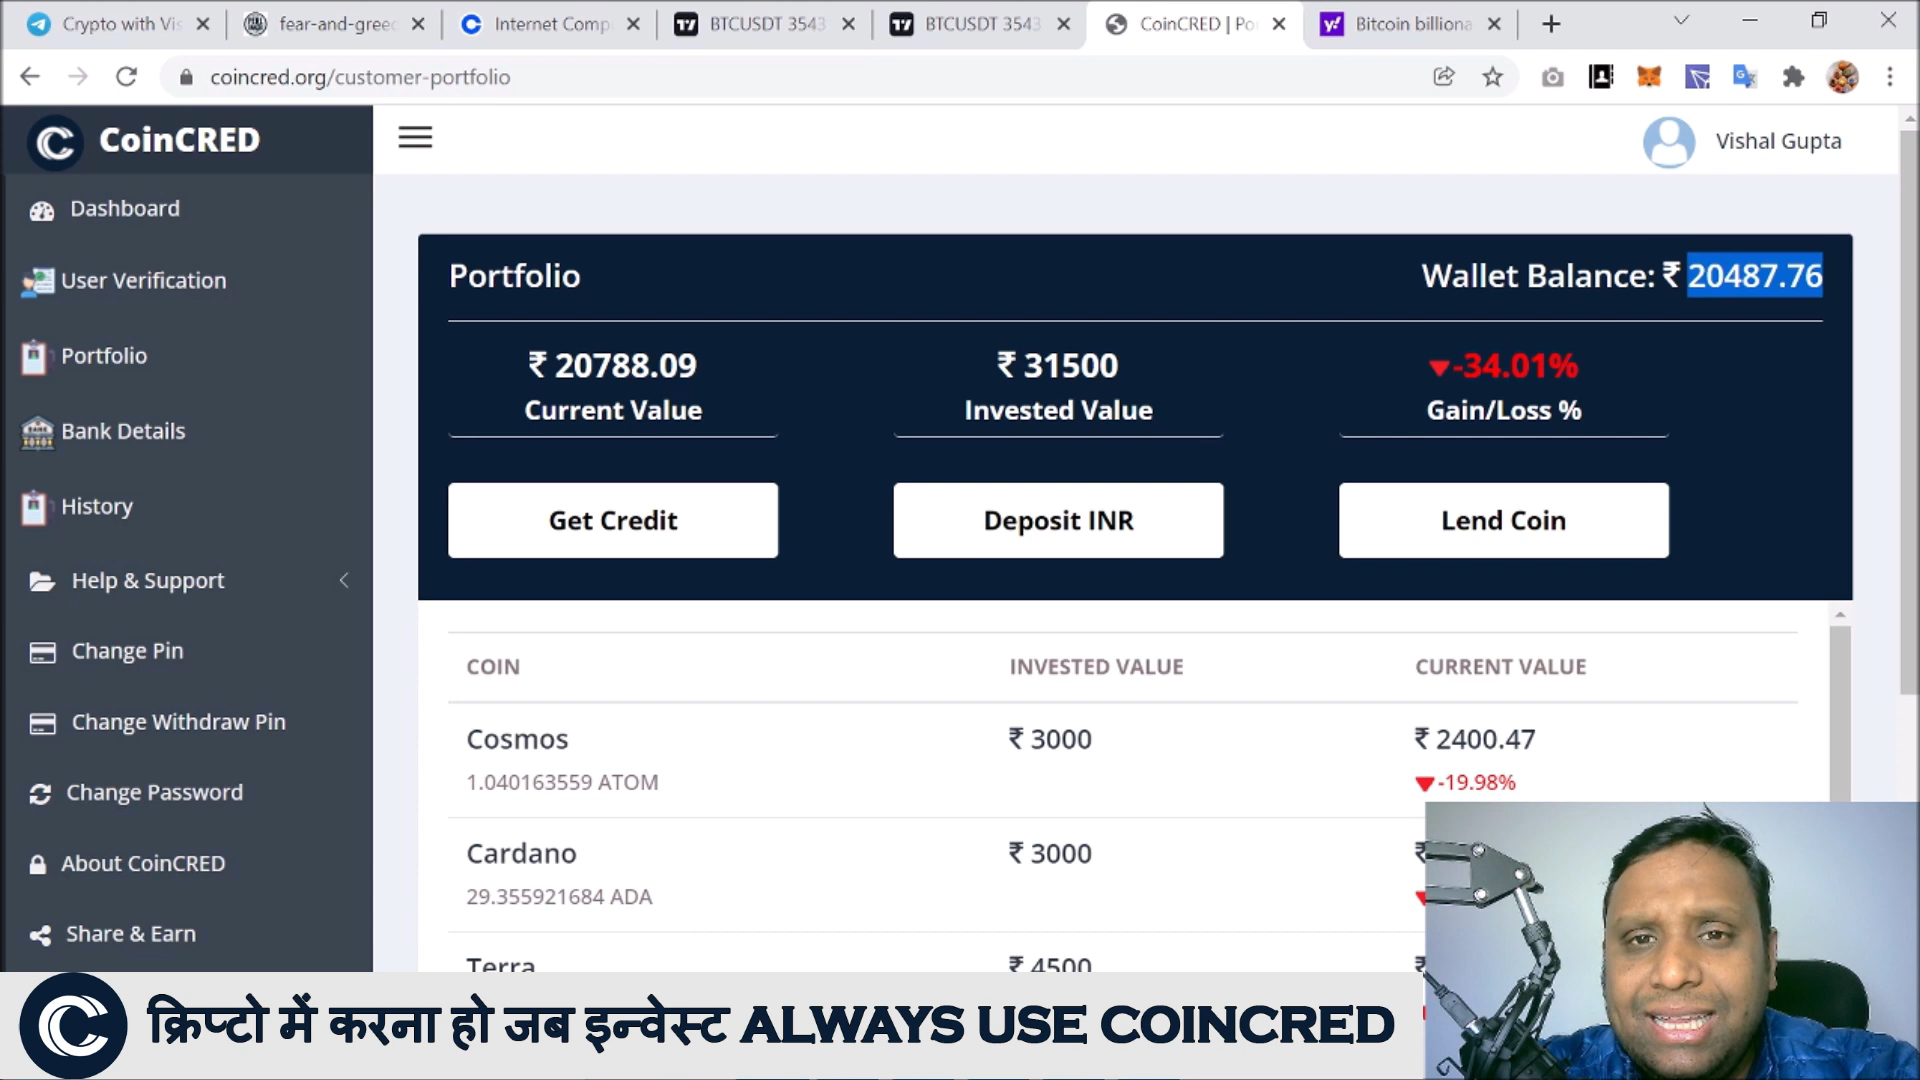 Crypto with Vis
fear-and-greed
Internet Comp
BTCUSDT 3543
BTCUSDT 3543
CoinCRED | Po
Bitcoin billiona
coincred.org/customer-portfolio
CoinCRED
Vishal Gupta
Dashboard
User Verification
Portfolio
Bank Details
History
Help & Support
Change Pin
Change Withdraw Pin
Change Password
About CoinCRED
Share & Earn
Portfolio
Wallet Balance: ₹ 20487.76
₹ 20788.09
Current Value
₹ 31500
Invested Value
-34.01%
Gain/Loss %
Get Credit
Deposit INR
Lend Coin
COIN INVESTED VALUE CURRENT VALUE
Cosmos ₹ 3000 ₹ 2400.47
1.040163559 ATOM -19.98%
Cardano ₹ 3000 ₹
29.355921684 ADA
Terra ₹ 4500 ₹
क्रिप्टो में करना हो जब इन्वेस्ट ALWAYS USE COINCRED